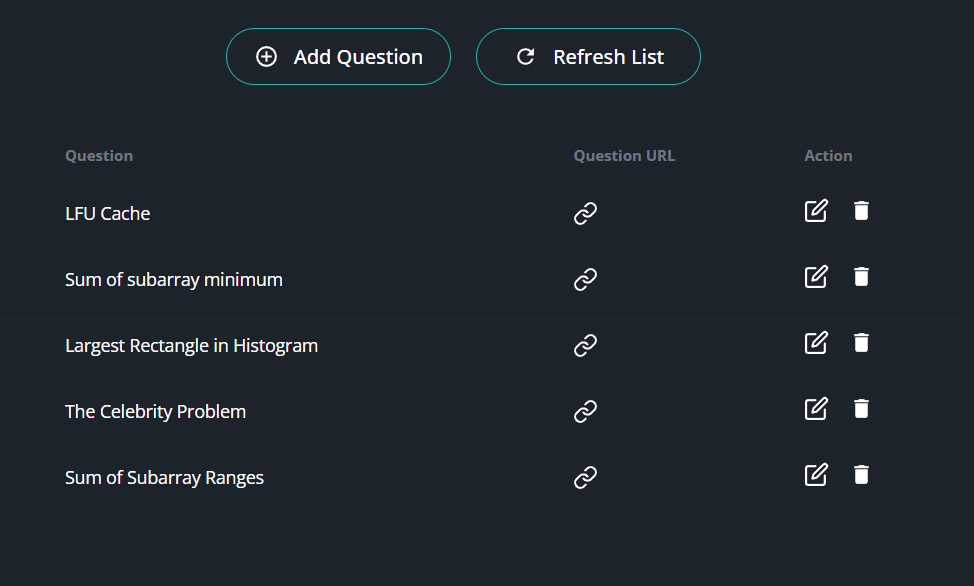 Add Question Refresh List
Question Question URL Action
LFU Cache
Sum of subarray minimum
Largest Rectangle in Histogram
The Celebrity Problem
Sum of Subarray Ranges